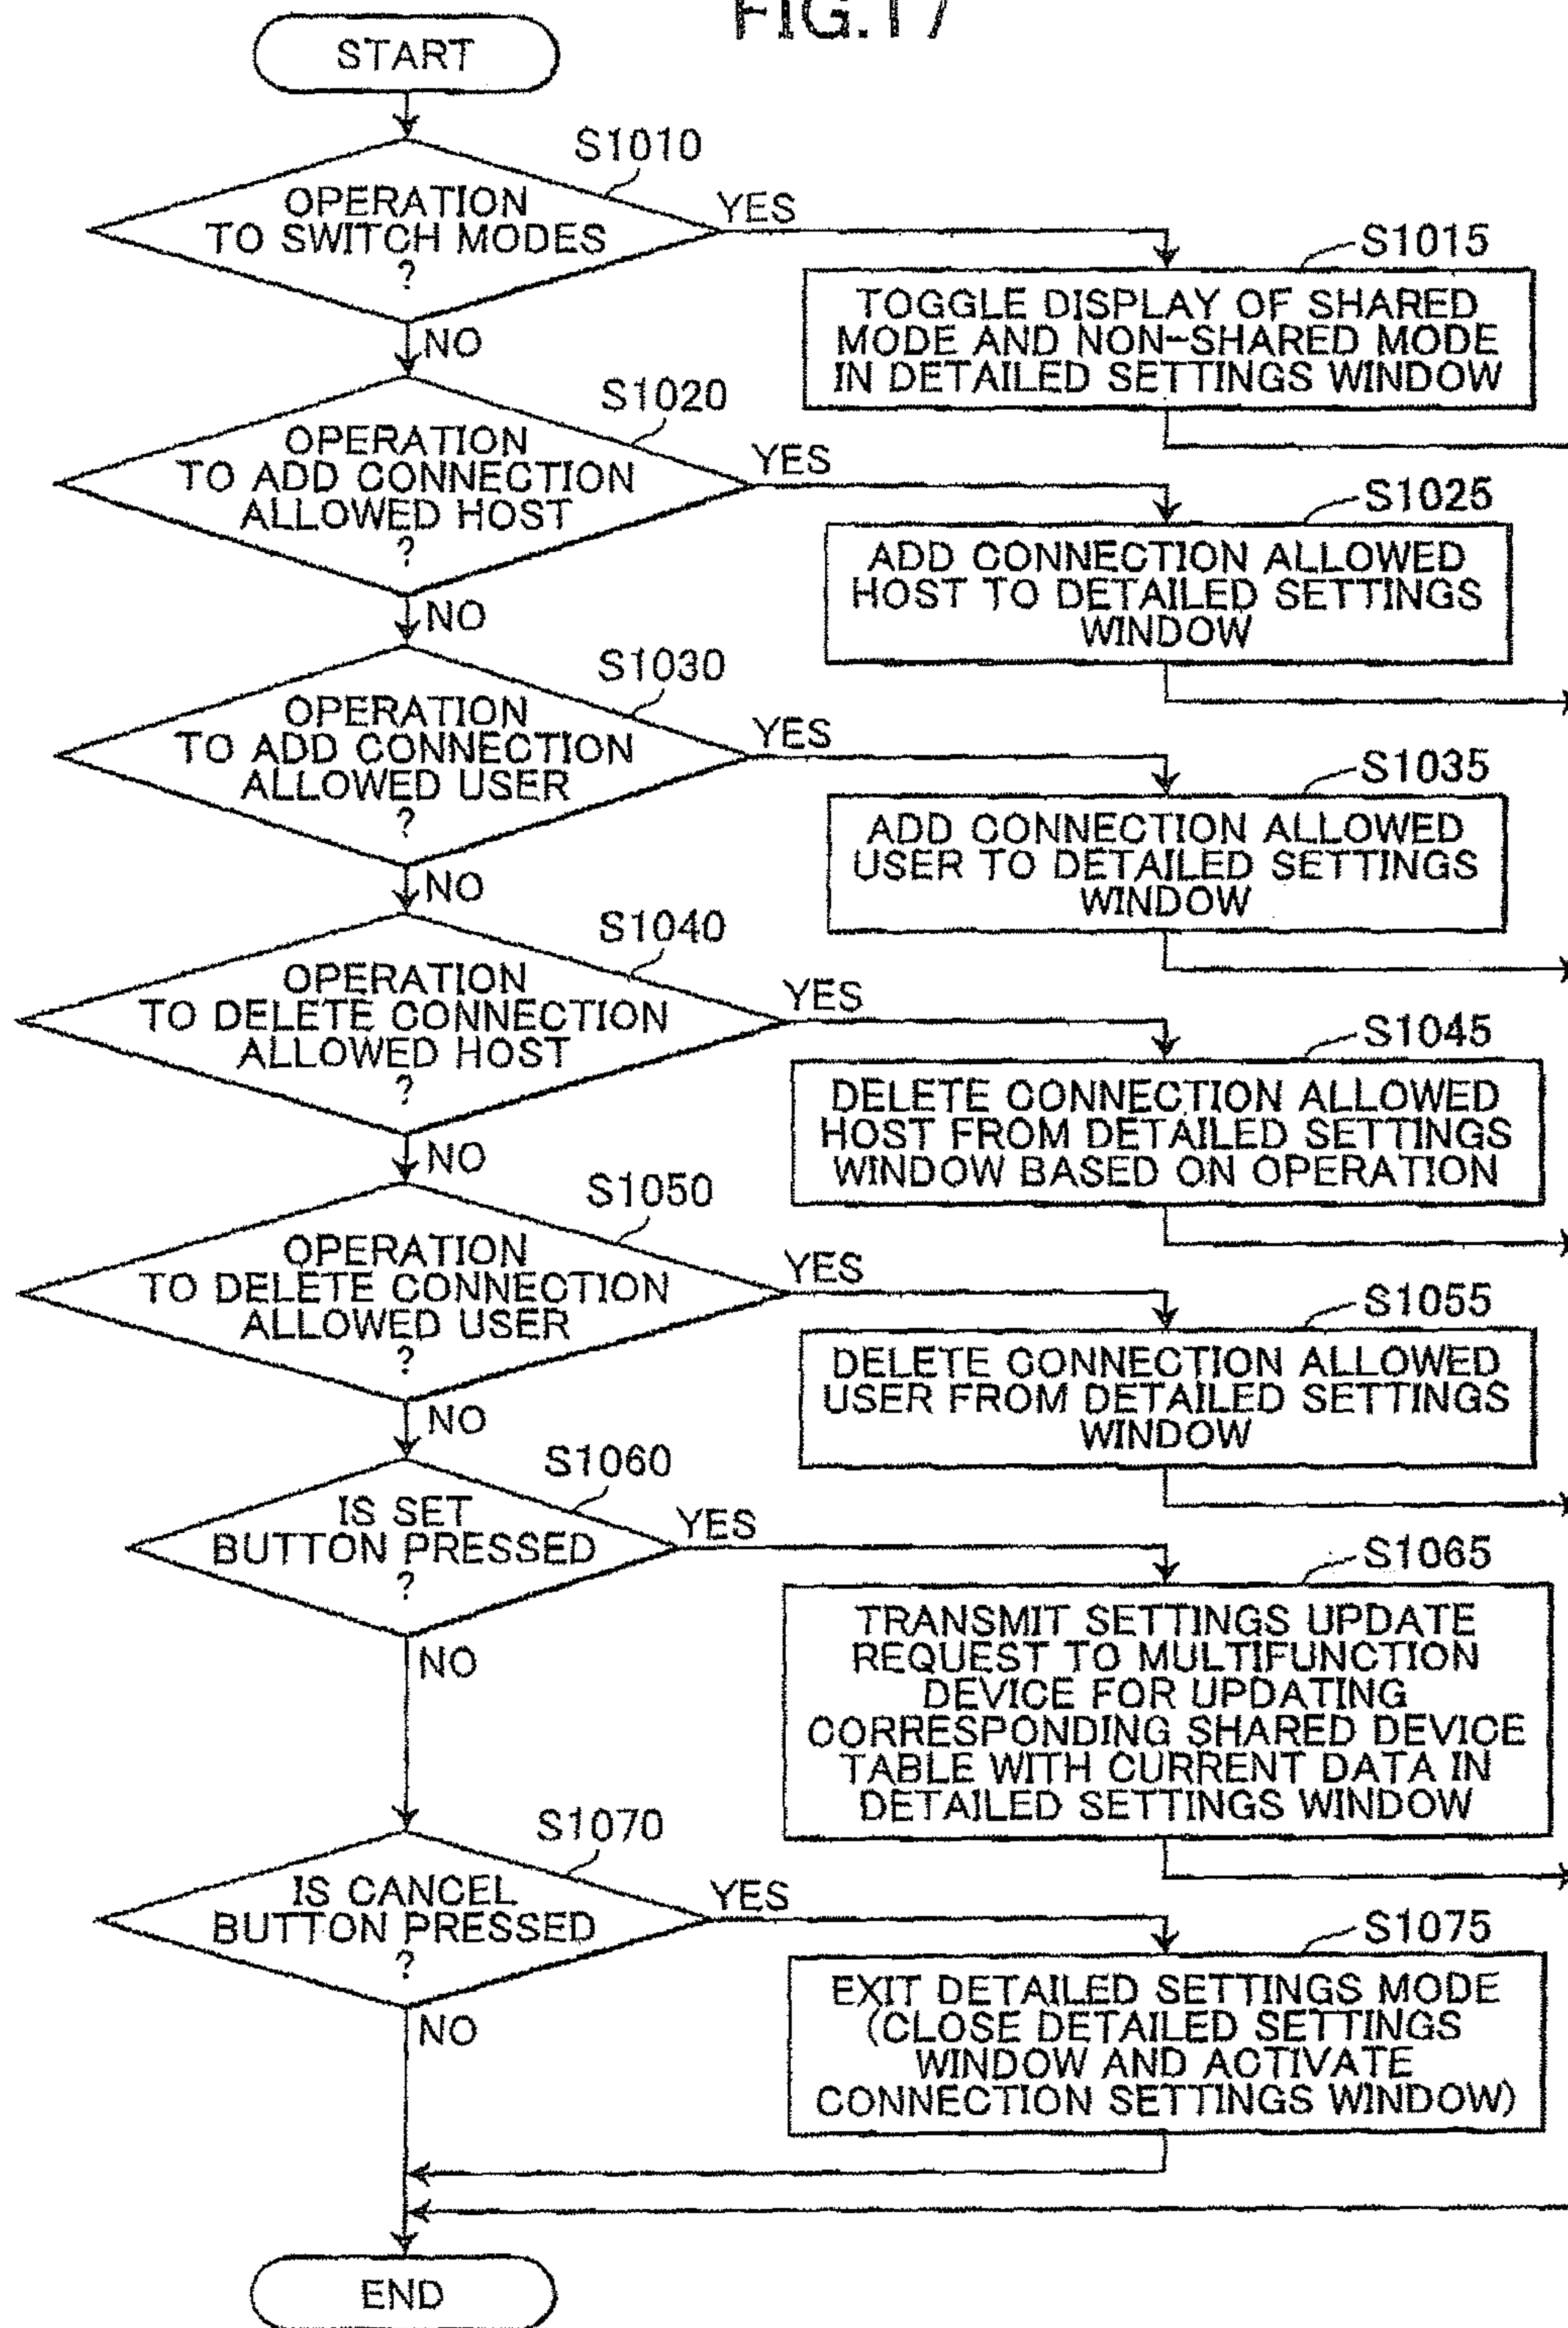 FIG.17
START
S1010
OPERATION
TO SWITCH MODES
?
YES
NO
S1015
TOGGLE DISPLAY OF SHARED
MODE AND NON-SHARED MODE
IN DETAILED SETTINGS WINDOW
S1020
OPERATION
TO ADD CONNECTION
ALLOWED HOST
?
YES
NO
S1025
ADD CONNECTION ALLOWED
HOST TO DETAILED SETTINGS
WINDOW
S1030
OPERATION
TO ADD CONNECTION
ALLOWED USER
?
YES
NO
S1035
ADD CONNECTION ALLOWED
USER TO DETAILED SETTINGS
WINDOW
S1040
OPERATION
TO DELETE CONNECTION
ALLOWED HOST
?
YES
NO
S1045
DELETE CONNECTION ALLOWED
HOST FROM DETAILED SETTINGS
WINDOW BASED ON OPERATION
S1050
OPERATION
TO DELETE CONNECTION
ALLOWED USER
?
YES
NO
S1055
DELETE CONNECTION ALLOWED
USER FROM DETAILED SETTINGS
WINDOW
S1060
IS SET
BUTTON PRESSED
?
YES
NO
S1065
TRANSMIT SETTINGS UPDATE
REQUEST TO MULTIFUNCTION
DEVICE FOR UPDATING
CORRESPONDING SHARED DEVICE
TABLE WITH CURRENT DATA IN
DETAILED SETTINGS WINDOW
S1070
IS CANCEL
BUTTON PRESSED
?
YES
NO
S1075
EXIT DETAILED SETTINGS MODE
(CLOSE DETAILED SETTINGS
WINDOW AND ACTIVATE
CONNECTION SETTINGS WINDOW)
END